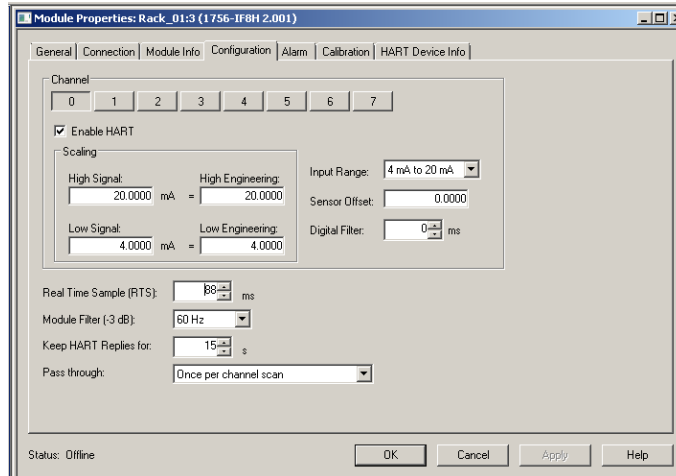 Module Properties: Rack_01:3 (1756-IF8H 2.001)
General Connection Module Info Configuration Alarm Calibration HART Device Info
Channel
0 1 2 3 4 5 6 7
Enable HART
Scaling
High Signal: High Engineering:
20.0000 mA = 20.0000
Low Signal: Low Engineering:
4.0000 mA = 4.0000
Input Range: 4 mA to 20 mA
Sensor Offset: 0.0000
Digital Filter: 0 ms
Real Time Sample (RTS): 88 ms
Module Filter (-3 dB): 60 Hz
Keep HART Replies for: 15 s
Pass through: Once per channel scan
Status: Offline OK Cancel Apply Help